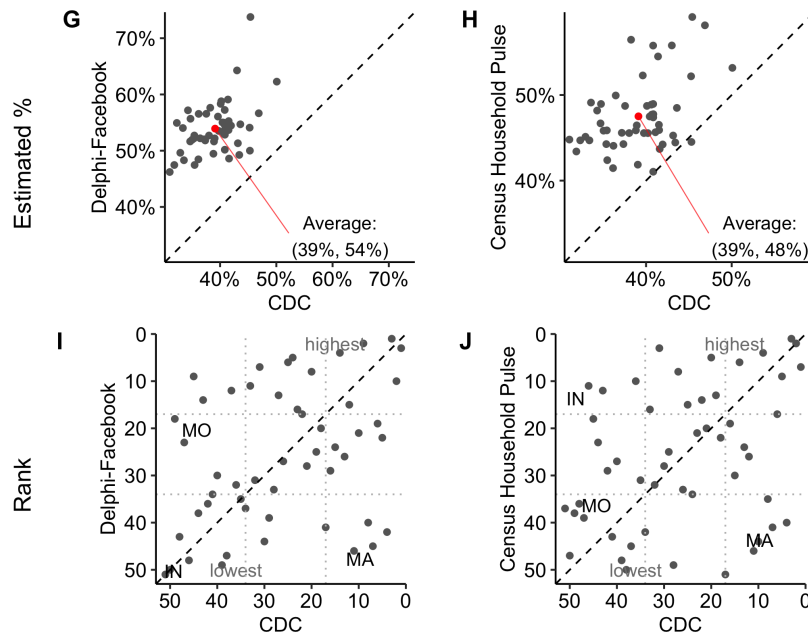 G
H
Estimated %
Delphi-Facebook
70%
60%
50%
40%
Average:
(39%, 54%)
40% 50% 60% 70%
CDC
Census Household Pulse
50%
40%
Average:
(39%, 48%)
40% 50%
CDC
I
J
Rank
Delphi-Facebook
0
10
20
30
40
50
highest
MO
MA
IN
lowest
50 40 30 20 10 0
CDC
Census Household Pulse
0
10
20
30
40
50
highest
IN
MO
MA
lowest
50 40 30 20 10 0
CDC